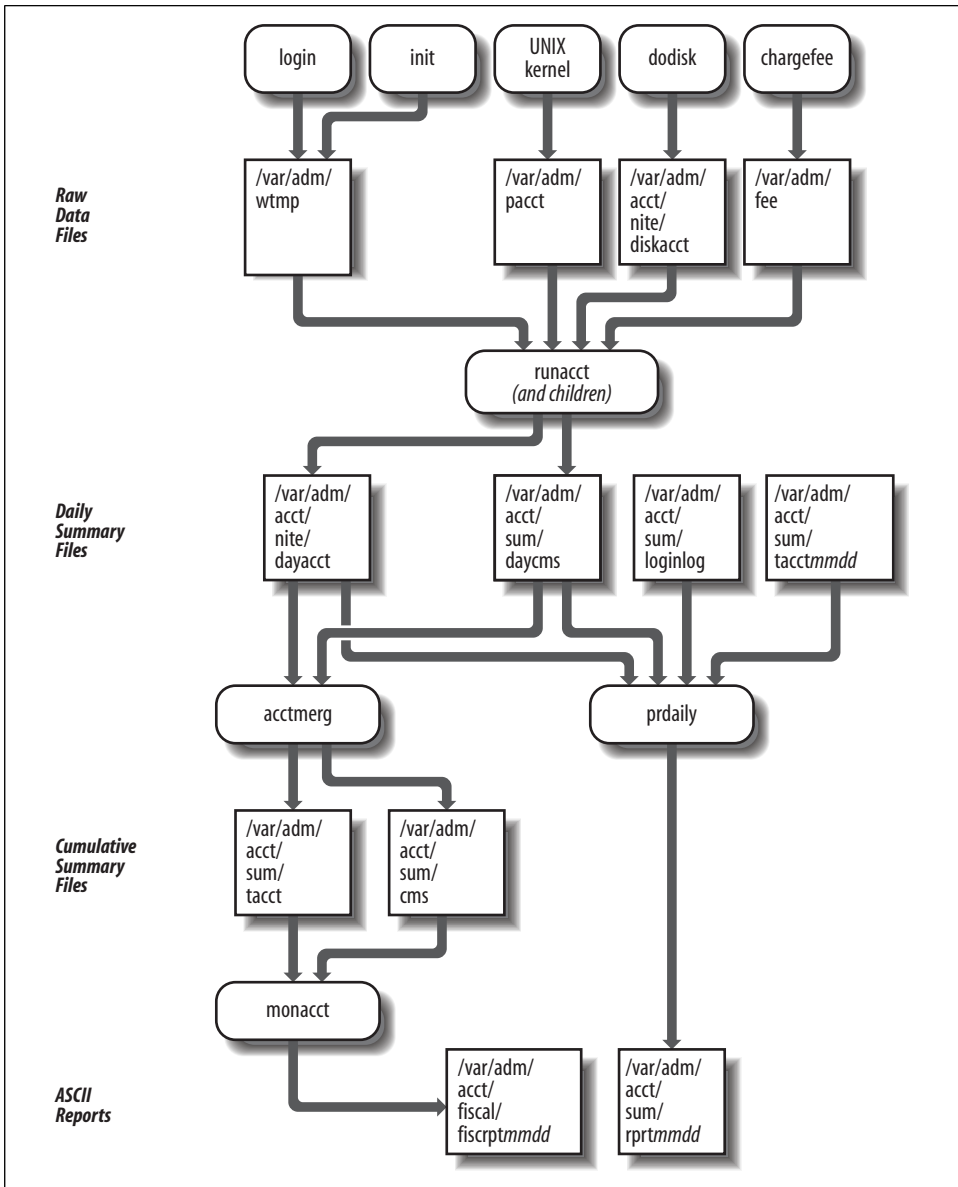 login
init
UNIX
kernel
dodisk
chargefee
Raw
Data
Files
/var/adm/
wtmp
/var/adm/
pacct
/var/adm/
acct/
nite/
diskacct
/var/adm/
fee
runacct
(and children)
Daily
Summary
Files
/var/adm/
acct/
nite/
dayacct
/var/adm/
acct/
sum/
daycms
/var/adm/
acct/
sum/
loginlog
/var/adm/
acct/
sum/
tacctmmdd
acctmerg
prdaily
Cumulative
Summary
Files
/var/adm/
acct/
sum/
tacct
/var/adm/
acct/
sum/
cms
monacct
ASCII
Reports
/var/adm/
acct/
fiscal/
fiscrptmmdd
/var/adm/
acct/
sum/
rprtmmdd